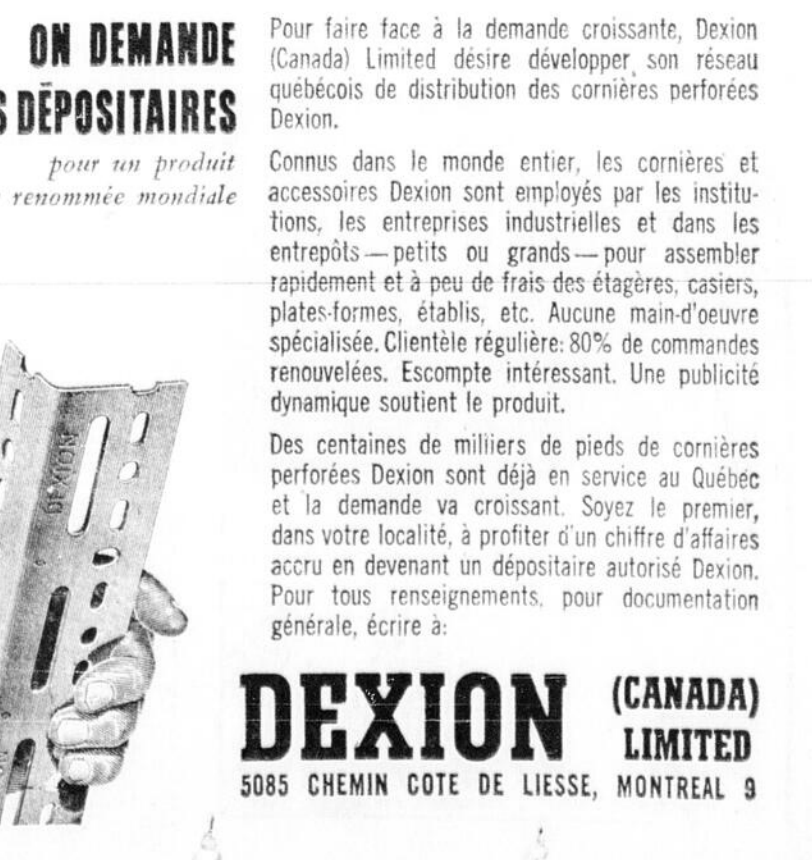 ON DEMANDE
S DÉPOSITAIRES
pour un produit
renommée mondiale
Pour faire face à la demande croissante, Dexion
(Canada) Limited désire développer son réseau
québécois de distribution des cornières perforées
Dexion.
Connus dans le monde entier, les cornières et
accessoires Dexion sont employés par les institu-
tions, les entreprises industrielles et dans les
entrepôts — petits ou grands — pour assembler
rapidement et à peu de frais des étagères, casiers,
plates-formes, établis, etc. Aucune main-d'oeuvre
spécialisée. Clientèle régulière: 80% de commandes
renouvelées. Escompte intéressant. Une publicité
dynamique soutient le produit.
Des centaines de milliers de pieds de cornières
perforées Dexion sont déjà en service au Québec
et la demande va croissant. Soyez le premier,
dans votre localité, à profiter d'un chiffre d'affaires
accru en devenant un dépositaire autorisé Dexion.
Pour tous renseignements, pour documentation
générale, écrire à:
DEXION
DEXION (CANADA)
LIMITED
5085 CHEMIN COTE DE LIESSE, MONTREAL 9